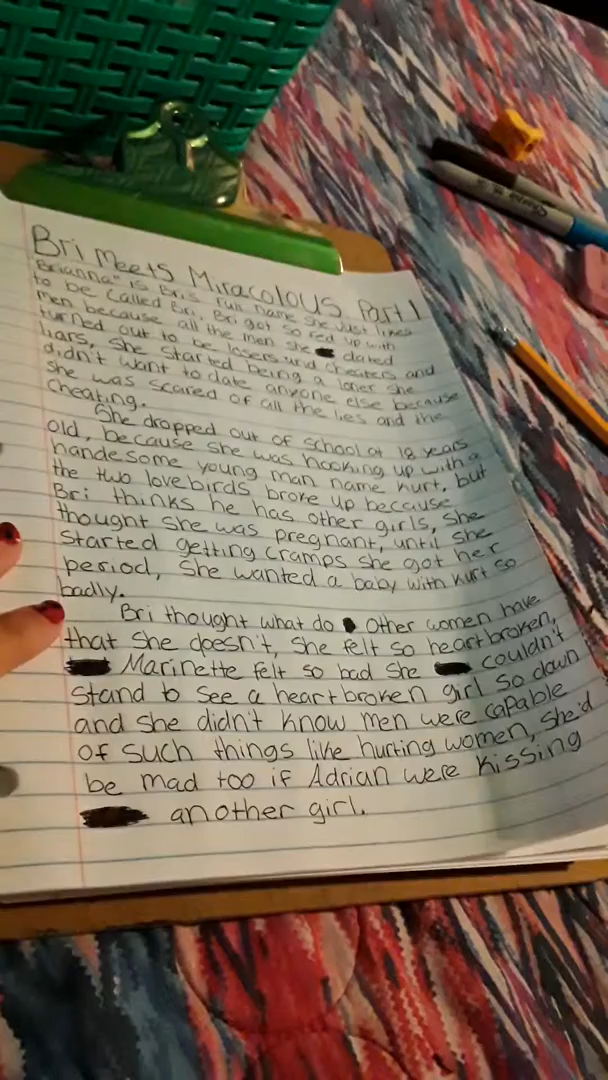 Bri Meets Miracolous Part 1
"Brianna" is Bri's full name she just likes
to be called Bri. Bri got so fed up with
men because all the men she dated
turned out to be losers and cheaters and
liars, She started being a loner she
didn't want to date anyone else because
she was scared of all the lies and the
cheating.
She dropped out of school at 18 years
old, because she was hooking up with a
handesome young man name Kurt, but
the two lovebirds broke up because
Bri thinks he has other girls, She
thought she was pregnant, until she
started getting cramps she got her
period, She wanted a baby with Kurt so
badly.
Bri thought what do other women have
that she doesn't, She felt so heartbroken,
Marinette felt so bad she couldn't
stand to see a heartbroken girl so down
and she didn't know men were capable
of such things like hurting women, She'd
be mad too if Adrian were kissing
another girl.